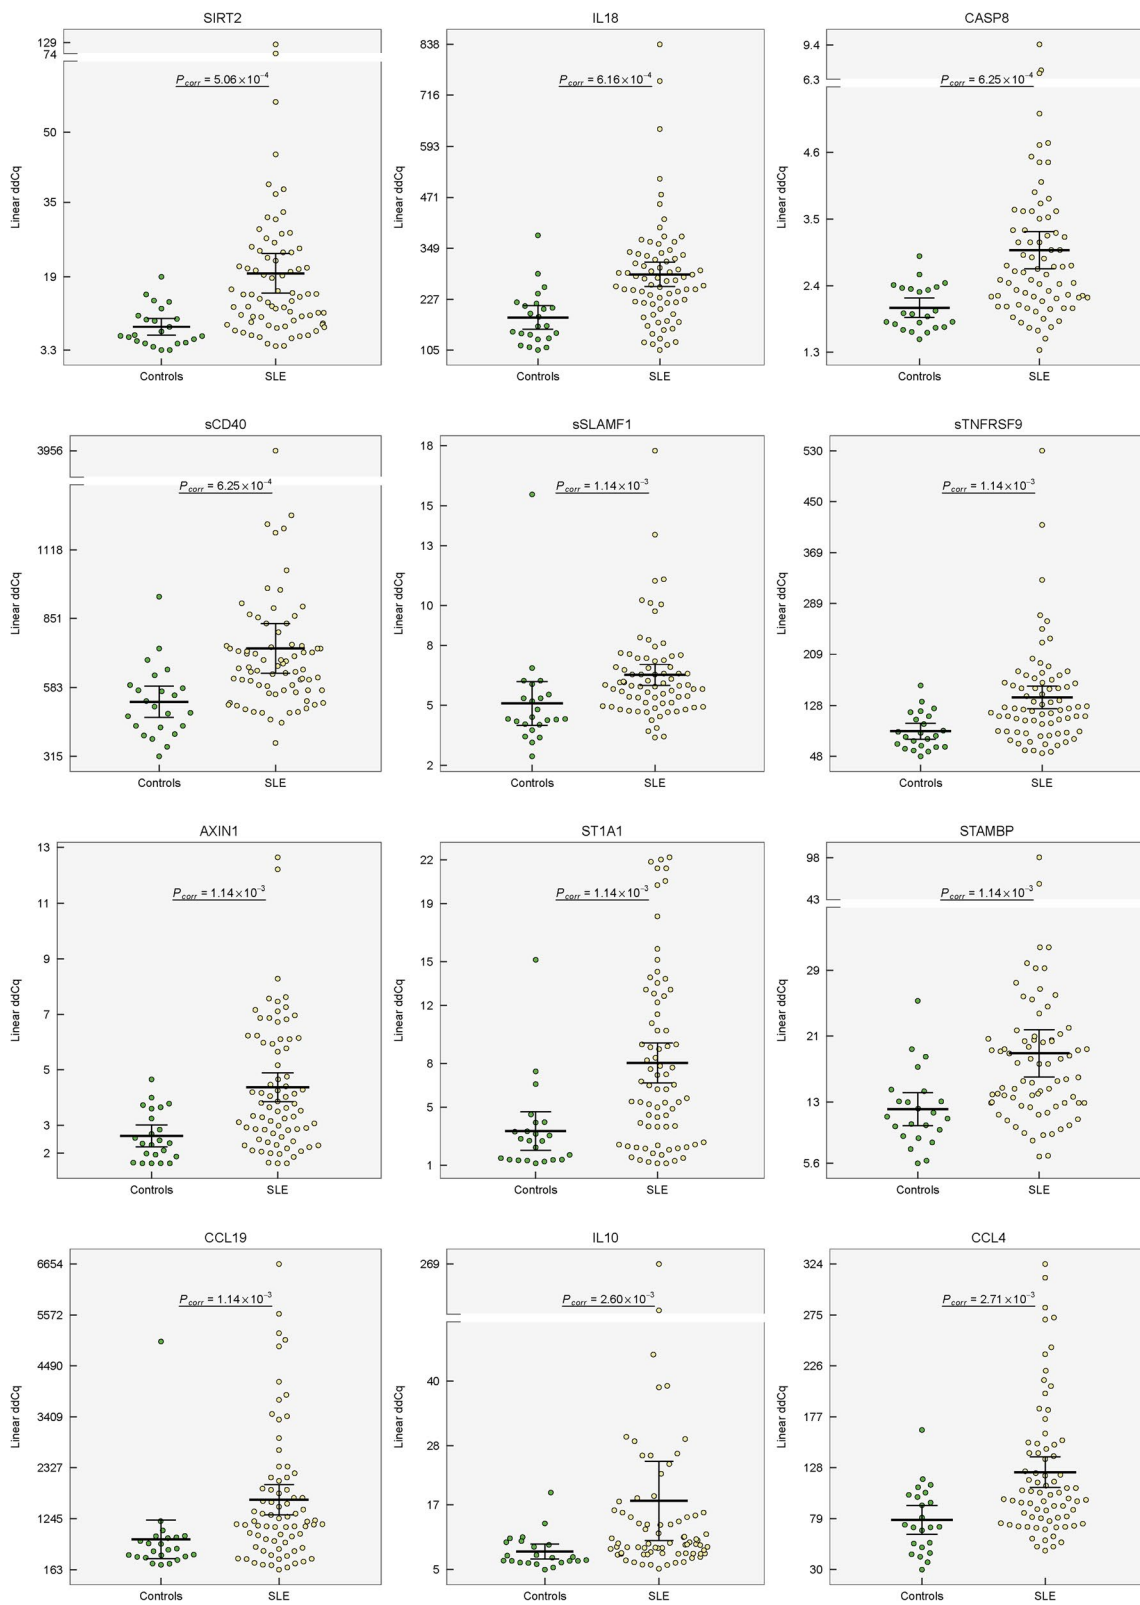 SIRT2
129
74
50
35
19
3.3
Linear ddCq
P_corr = 5.06×10⁻⁴
Controls
SLE
IL18
838
716
593
471
349
227
105
Linear ddCq
P_corr = 6.16×10⁻⁴
Controls
SLE
CASP8
9.4
6.3
4.6
3.5
2.4
1.3
Linear ddCq
P_corr = 6.25×10⁻⁴
Controls
SLE
sCD40
3956
1118
851
583
315
Linear ddCq
P_corr = 6.25×10⁻⁴
Controls
SLE
sSLAMF1
18
15
13
10
8
5
2
Linear ddCq
P_corr = 1.14×10⁻³
Controls
SLE
sTNFRSF9
530
450
369
289
209
128
48
Linear ddCq
P_corr = 1.14×10⁻³
Controls
SLE
AXIN1
13
11
9
7
5
3
2
Linear ddCq
P_corr = 1.14×10⁻³
Controls
SLE
ST1A1
22
19
15
12
8
5
1
Linear ddCq
P_corr = 1.14×10⁻³
Controls
SLE
STAMBP
98
43
29
21
13
5.6
Linear ddCq
P_corr = 1.14×10⁻³
Controls
SLE
CCL19
6654
5572
4490
3409
2327
1245
163
Linear ddCq
P_corr = 1.14×10⁻³
Controls
SLE
IL10
269
40
28
17
5
Linear ddCq
P_corr = 2.60×10⁻³
Controls
SLE
CCL4
324
275
226
177
128
79
30
Linear ddCq
P_corr = 2.71×10⁻³
Controls
SLE